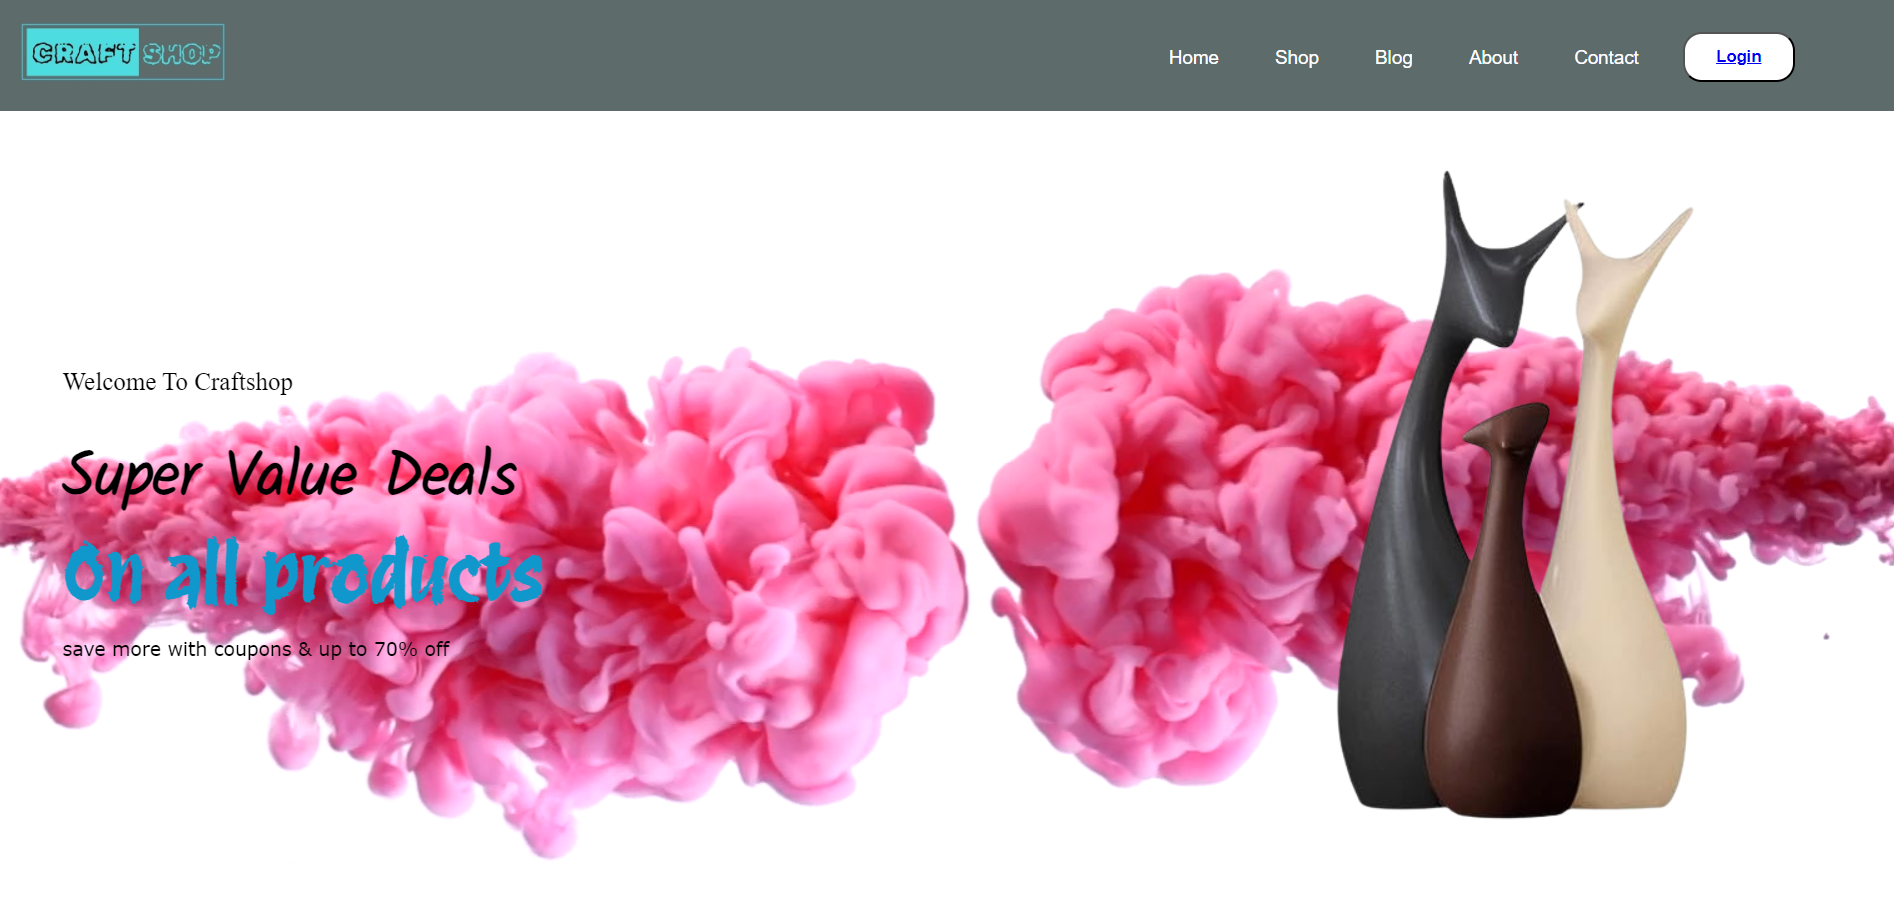 CRAFT SHOP
Home Shop Blog About Contact Login
Welcome To Craftshop
Super Value Deals
On all products
save more with coupons & up to 70% off